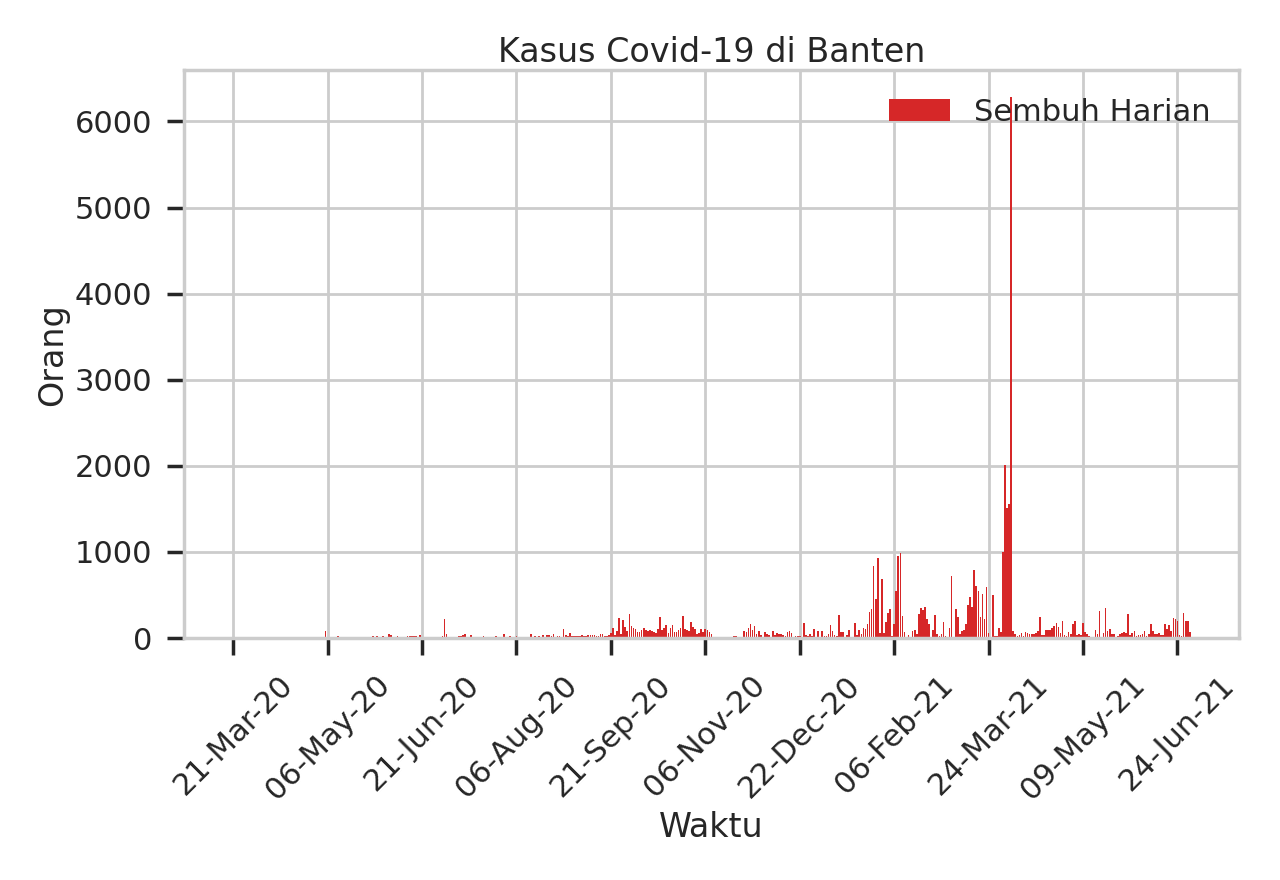 Kasus Covid-19 di Banten
Sembuh Harian
Orang
6000
5000
4000
3000
2000
1000
0
21-Mar-20
06-May-20
21-Jun-20
06-Aug-20
21-Sep-20
06-Nov-20
22-Dec-20
06-Feb-21
24-Mar-21
09-May-21
24-Jun-21
Waktu